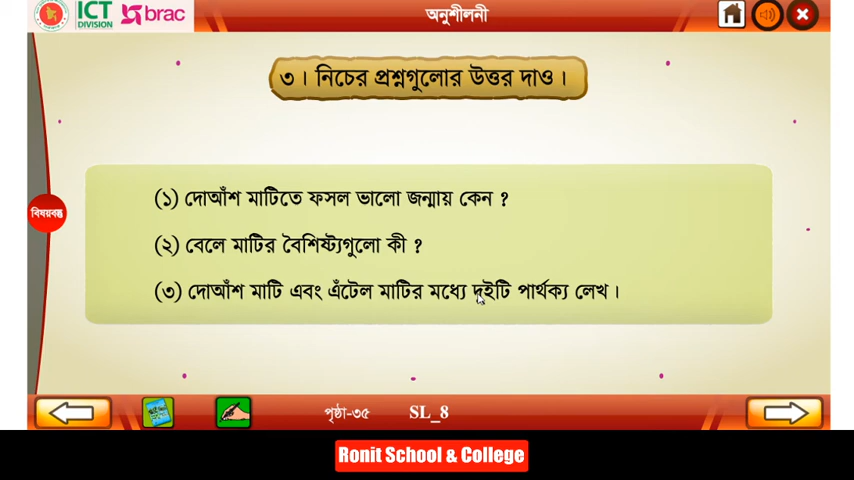 ICT
DIVISION
brac
অনুশীলনী
৩। নিচের প্রশ্নগুলোর উত্তর দাও।
(১) দোআঁশ মাটিতে ফসল ভালো জন্মায় কেন ?
(২) বেলে মাটির বৈশিষ্ট্যগুলো কী ?
(৩) দোআঁশ মাটি এবং এঁটেল মাটির মধ্যে দুইটি পার্থক্য লেখ।
বিষয়বস্তু
পৃষ্ঠা-৩৫ SL_8
Ronit School & College